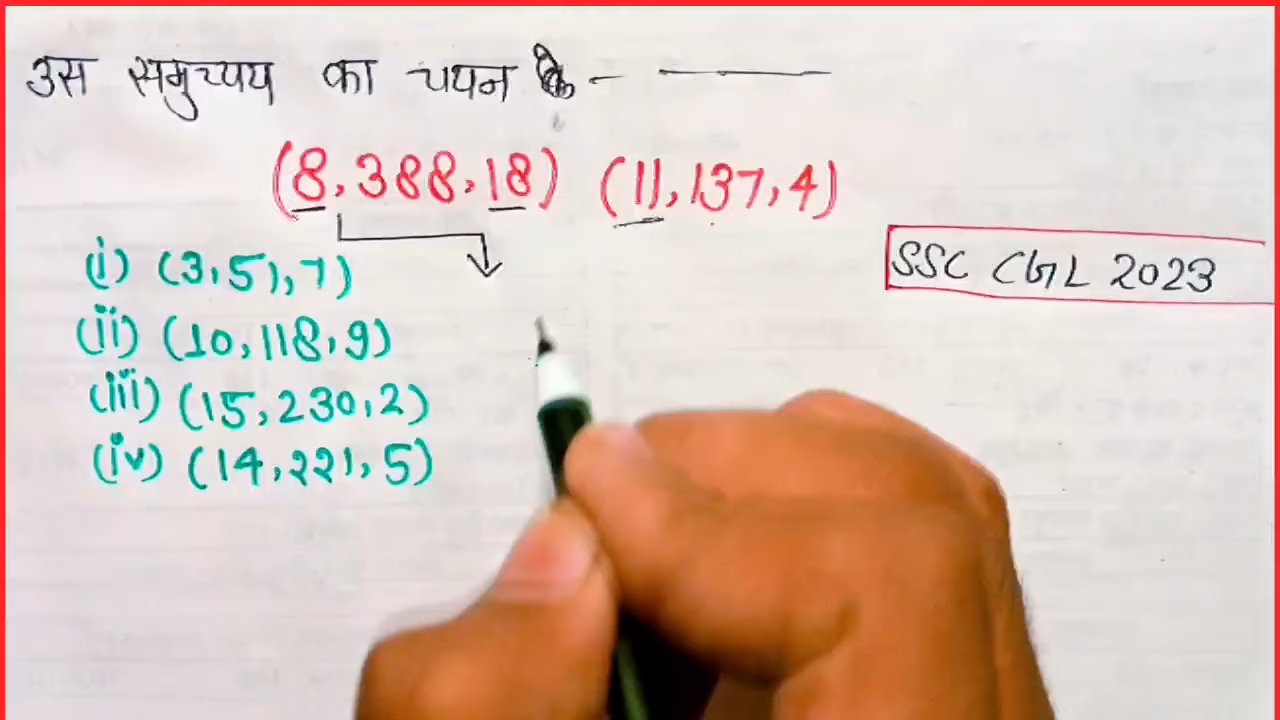 उस समुच्यय का चयन के - ———
(8, 388, 18) (11, 137, 4)
SSC CGL 2023
(i) (3, 51, 7)
(ii) (10, 118, 9)
(iii) (15, 230, 2)
(iv) (14, 221, 5)